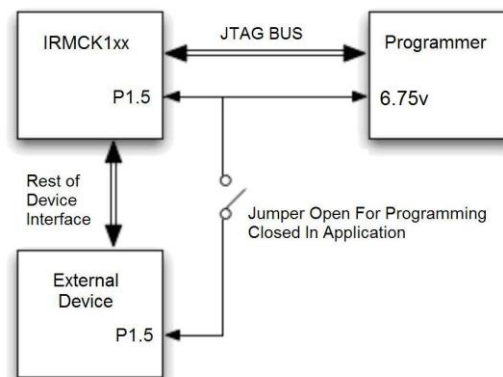 IRMCK1xx
JTAG BUS
Programmer
P1.5
6.75v
Rest of
Device
Interface
Jumper Open For Programming
Closed In Application
External
Device
P1.5